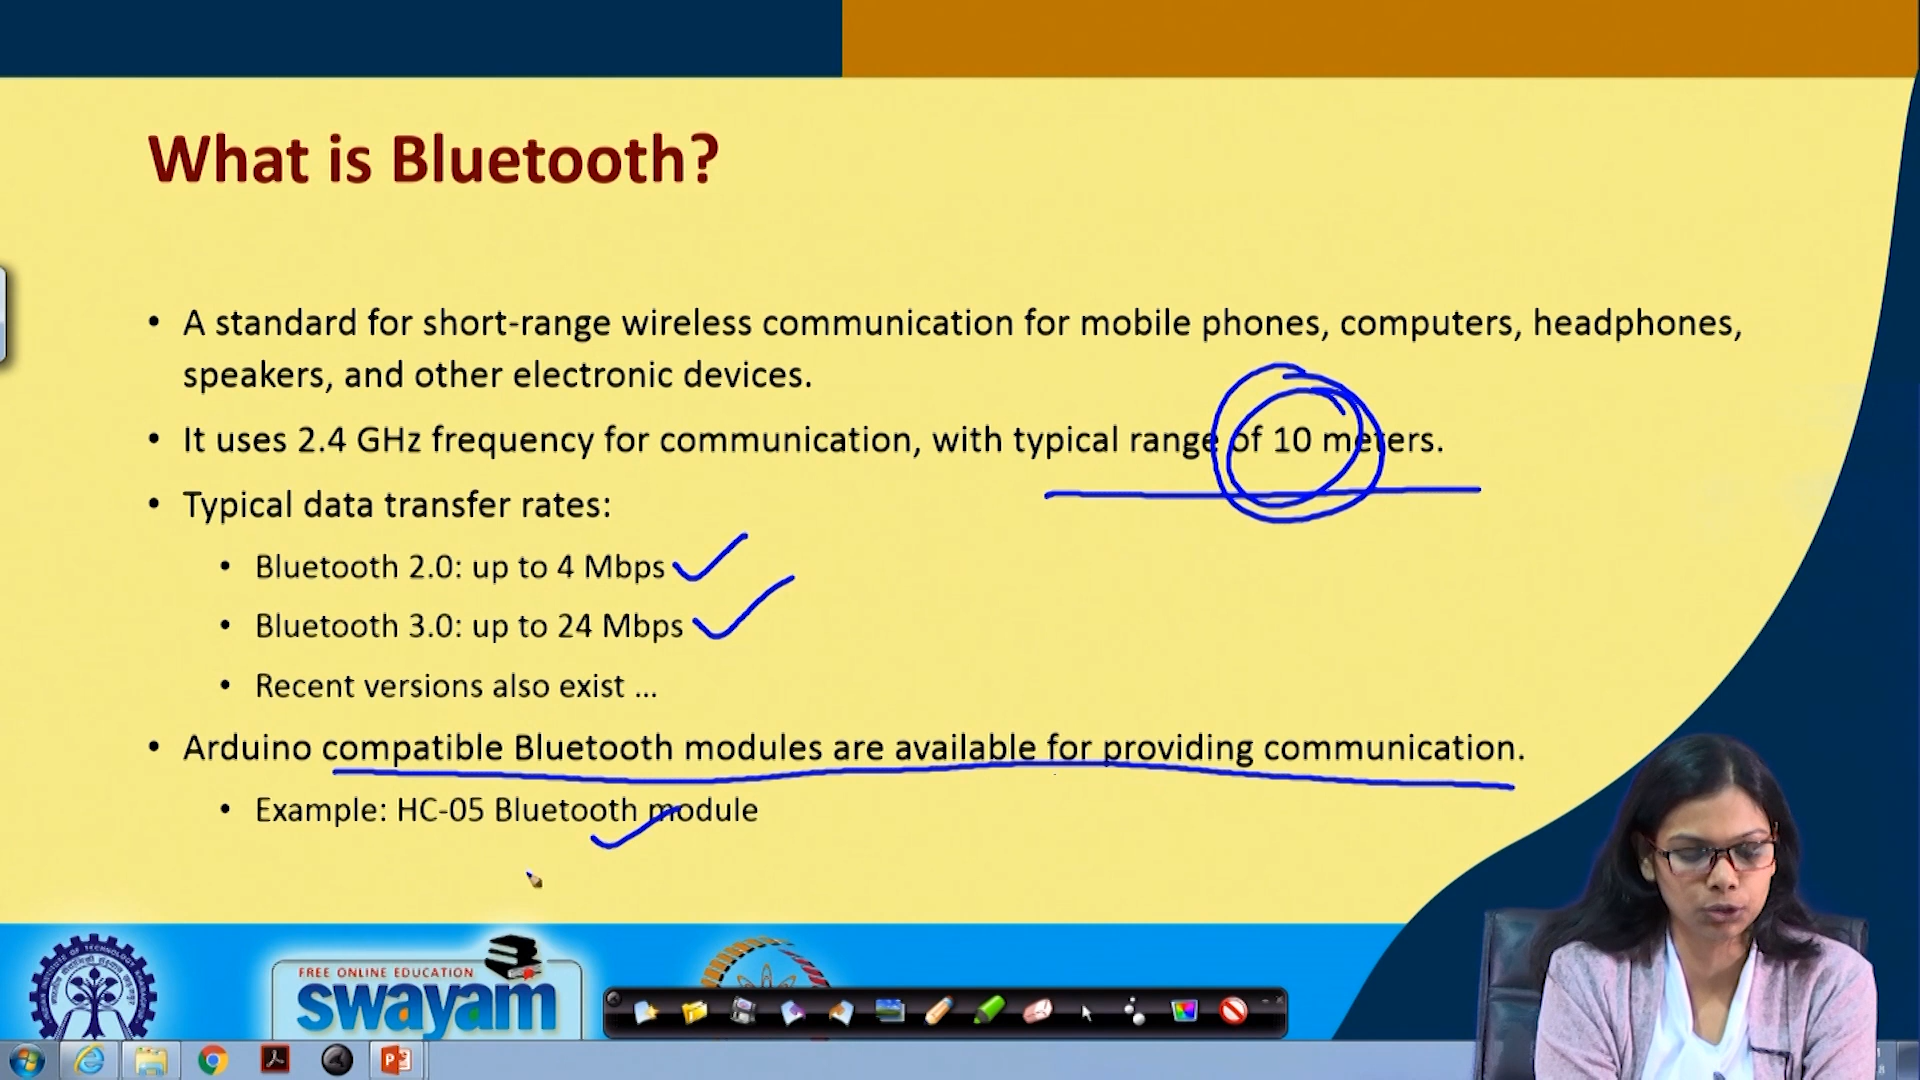 What is Bluetooth?
• A standard for short-range wireless communication for mobile phones, computers, headphones,
speakers, and other electronic devices.
• It uses 2.4 GHz frequency for communication, with typical range of 10 meters.
• Typical data transfer rates:
• Bluetooth 2.0: up to 4 Mbps
• Bluetooth 3.0: up to 24 Mbps
• Recent versions also exist ...
• Arduino compatible Bluetooth modules are available for providing communication.
• Example: HC-05 Bluetooth module
FREE ONLINE EDUCATION
swayam